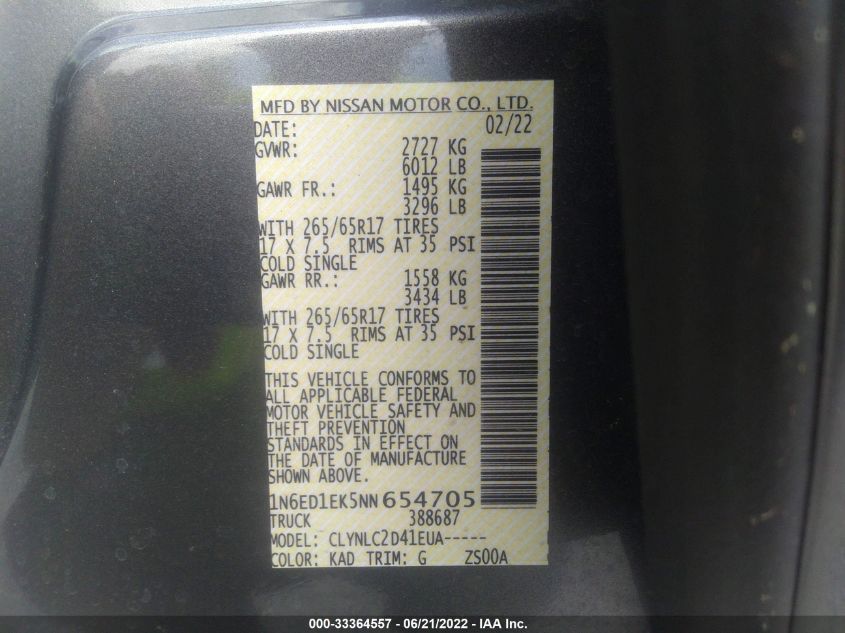 MFD BY NISSAN MOTOR CO., LTD.
DATE: 02/22
GVWR: 2727 KG
6012 LB
GAWR FR.: 1495 KG
3296 LB
WITH 265/65R17 TIRES
17 X 7.5 RIMS AT 35 PSI
COLD SINGLE
GAWR RR.: 1558 KG
3434 LB
WITH 265/65R17 TIRES
17 X 7.5 RIMS AT 35 PSI
COLD SINGLE
THIS VEHICLE CONFORMS TO
ALL APPLICABLE FEDERAL
MOTOR VEHICLE SAFETY AND
THEFT PREVENTION
STANDARDS IN EFFECT ON
THE DATE OF MANUFACTURE
SHOWN ABOVE.
1N6ED1EK5NN654705
TRUCK 388687
MODEL: CLYNLC2D41EUA-----
COLOR: KAD TRIM: G ZS00A
000-33364557 - 06/21/2022 - IAA Inc.